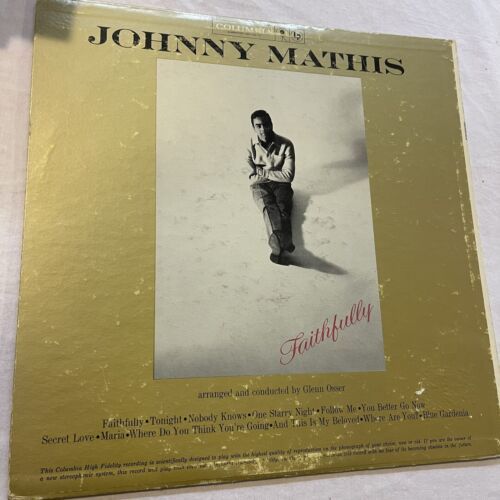 COLUMBIA
JOHNNY MATHIS
Faithfully
arranged and conducted by Glenn Osser
Faithfully • Tonight • Nobody Knows • One Starry Night • Follow Me • You Better Go Now
Secret Love • Maria • Where Do You Think You're Going • And This Is My Beloved • Where Are You? • Blue Gardenia
This Columbia High Fidelity recording is scientifically designed to play with the highest quality of reproduction on the phonograph of your choice, new or old. If you are the owner of
a new stereophonic system, this record will play